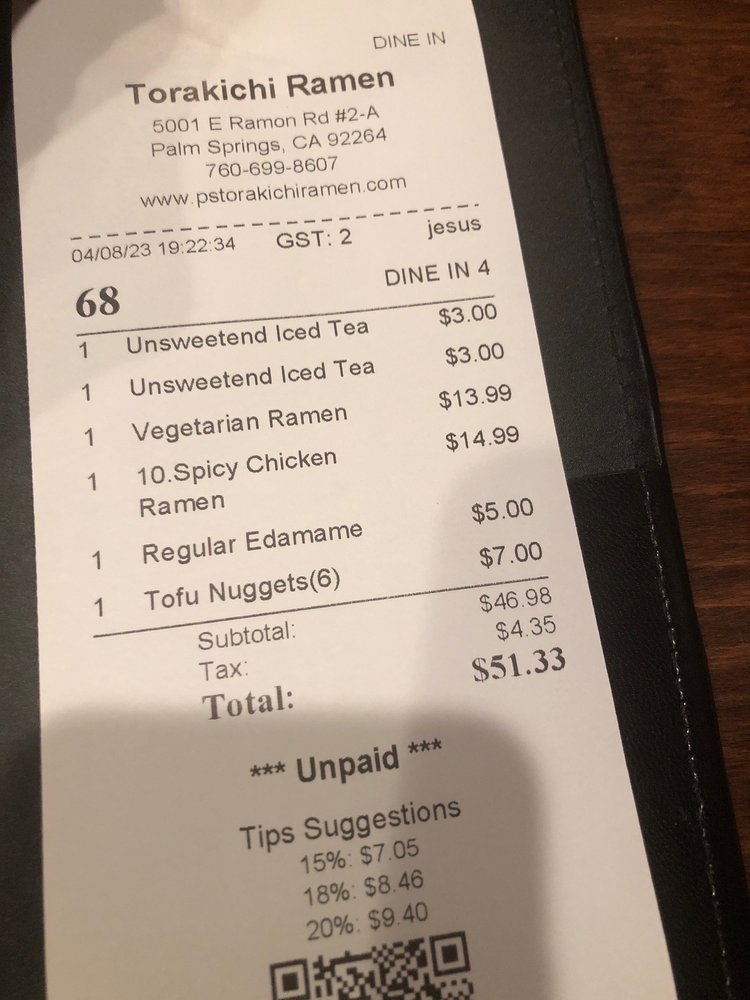 DINE IN
Torakichi Ramen
5001 E Ramon Rd #2-A
Palm Springs, CA 92264
760-699-8607
www.pstorakichiramen.com
04/08/23 19:22:34 GST: 2 jesus
68 DINE IN 4
1 Unsweetend Iced Tea $3.00
1 Unsweetend Iced Tea $3.00
1 Vegetarian Ramen $13.99
1 10.Spicy Chicken $14.99
Ramen
1 Regular Edamame $5.00
1 Tofu Nuggets(6) $7.00
Subtotal: $46.98
Tax: $4.35
Total: $51.33
*** Unpaid ***
Tips Suggestions
15%: $7.05
18%: $8.46
20%: $9.40